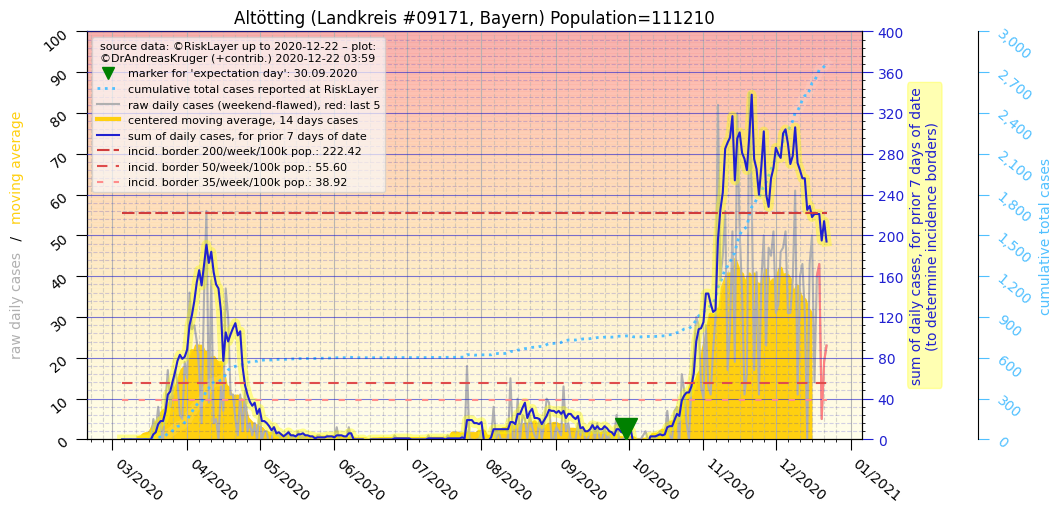 Altötting (Landkreis #09171, Bayern) Population=111210
source data: ©RiskLayer up to 2020-12-22 – plot:
©DrAndreasKruger (+contrib.) 2020-12-22 03:59
marker for 'expectation day': 30.09.2020
cumulative total cases reported at RiskLayer
raw daily cases (weekend-flawed), red: last 5
centered moving average, 14 days cases
sum of daily cases, for prior 7 days of date
incid. border 200/week/100k pop.: 222.42
incid. border 50/week/100k pop.: 55.60
incid. border 35/week/100k pop.: 38.92
raw daily cases / moving average
100
90
80
70
60
50
40
30
20
10
0
03/2020
04/2020
05/2020
06/2020
07/2020
08/2020
09/2020
10/2020
11/2020
12/2020
01/2021
400
360
320
280
240
200
160
120
80
40
0
sum of daily cases, for prior 7 days of date
(to determine incidence borders)
3,000
2,700
2,400
2,100
1,800
1,500
1,200
900
600
300
0
cumulative total cases